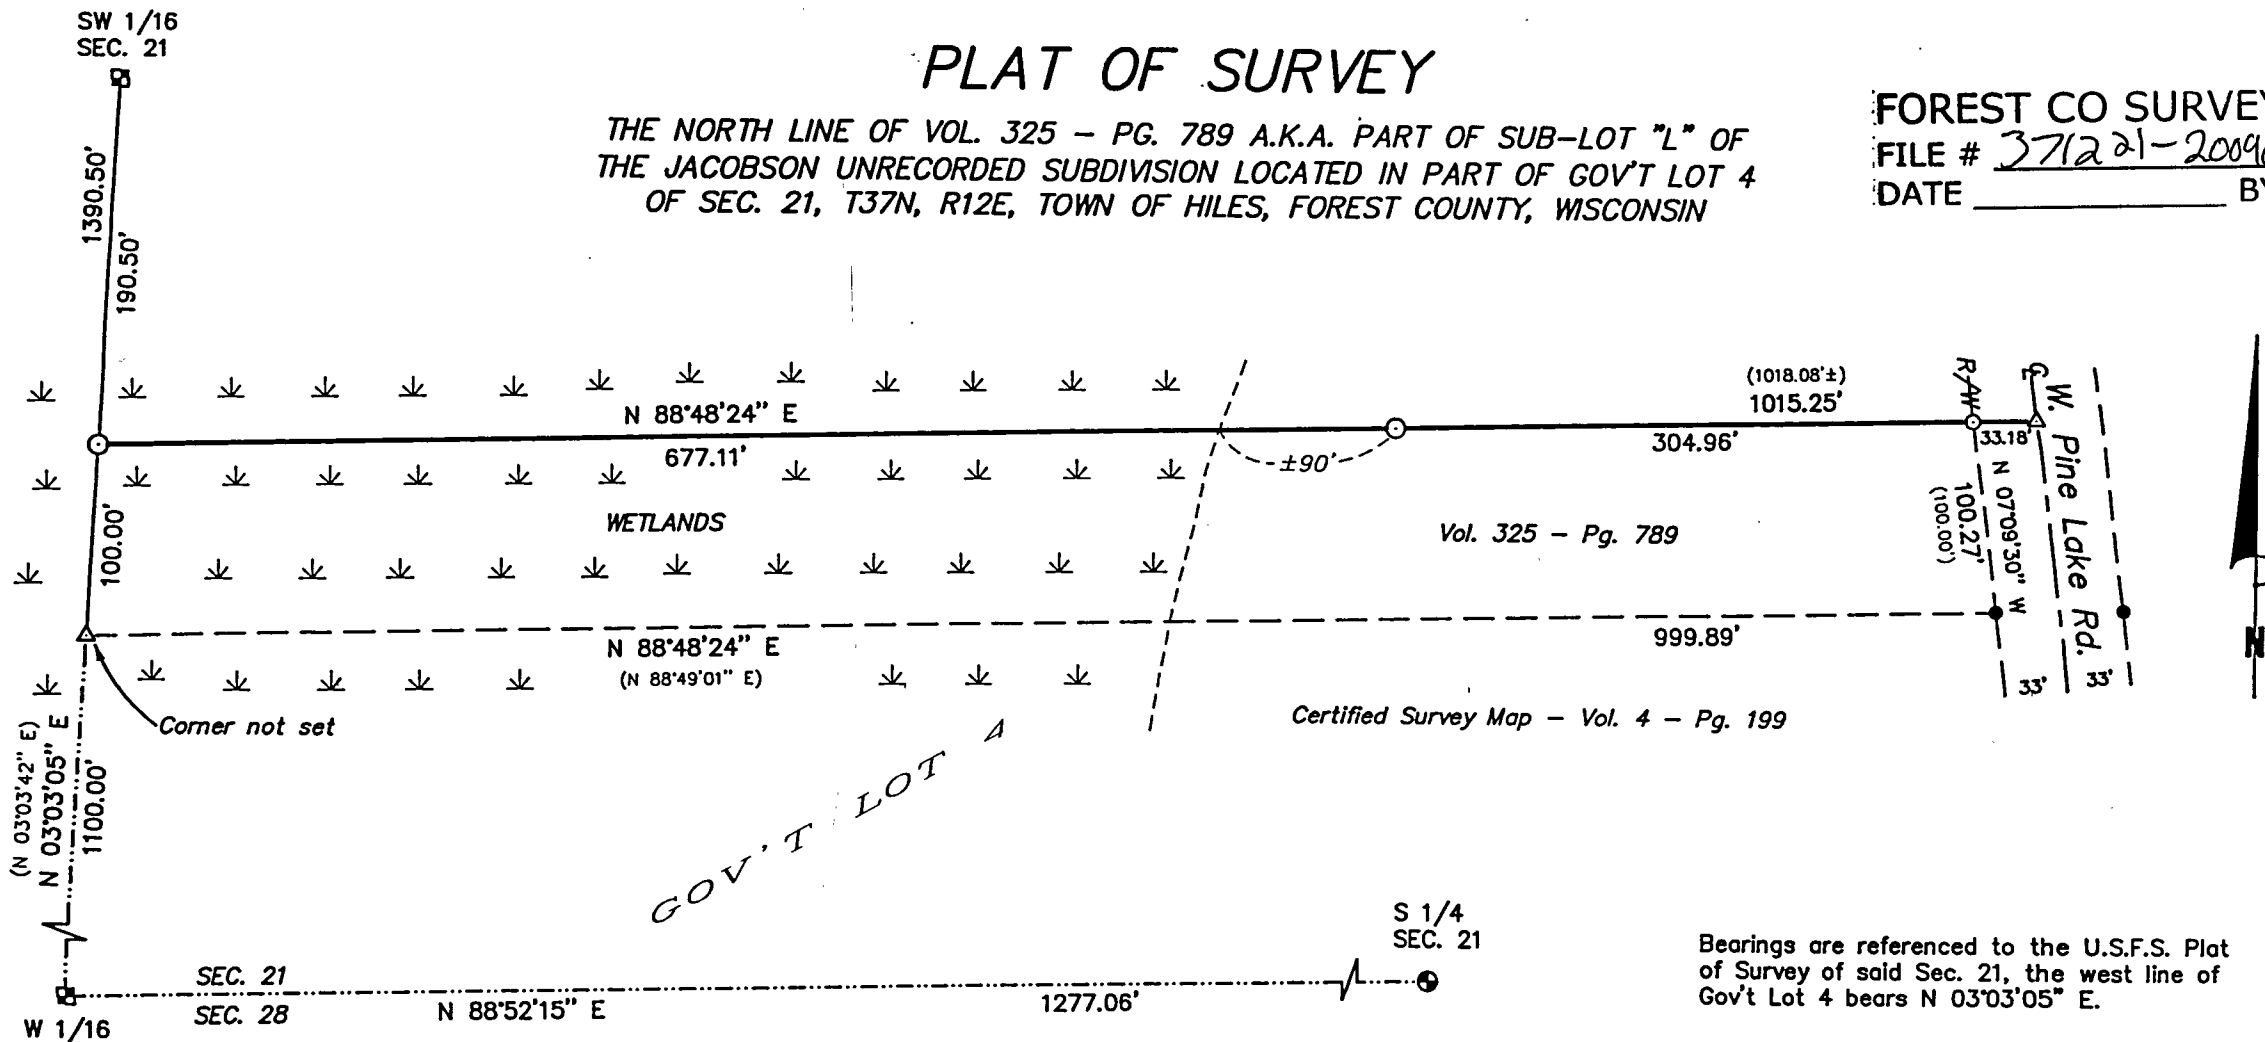 SW 1/16
SEC. 21
PLAT OF SURVEY
THE NORTH LINE OF VOL. 325 – PG. 789 A.K.A. PART OF SUB-LOT "L" OF
THE JACOBSON UNRECORDED SUBDIVISION LOCATED IN PART OF GOV'T LOT 4
OF SEC. 21, T37N, R12E, TOWN OF HILES, FOREST COUNTY, WISCONSIN
FOREST CO SURVEY
FILE # 371221-2009
DATE ____ BY
1390.50'
190.50'
(1018.08'±)
1015.25'
R/W
W. Pine Lake Rd.
N 88°48'24" E
677.11'
±90'
304.96'
33.18'
N 07°09'30" W
100.27'
(100.00')
100.00'
WETLANDS
Vol. 325 – Pg. 789
N 88°48'24" E
(N 88°49'01" E)
999.89'
33'
33'
N
Corner not set
Certified Survey Map – Vol. 4 – Pg. 199
(N 03°03'42" E)
N 03°03'05" E
1100.00'
GOV'T LOT 4
S 1/4
SEC. 21
SEC. 21
SEC. 28
N 88°52'15" E
1277.06'
W 1/16
Bearings are referenced to the U.S.F.S. Plat
of Survey of said Sec. 21, the west line of
Gov't Lot 4 bears N 03°03'05" E.